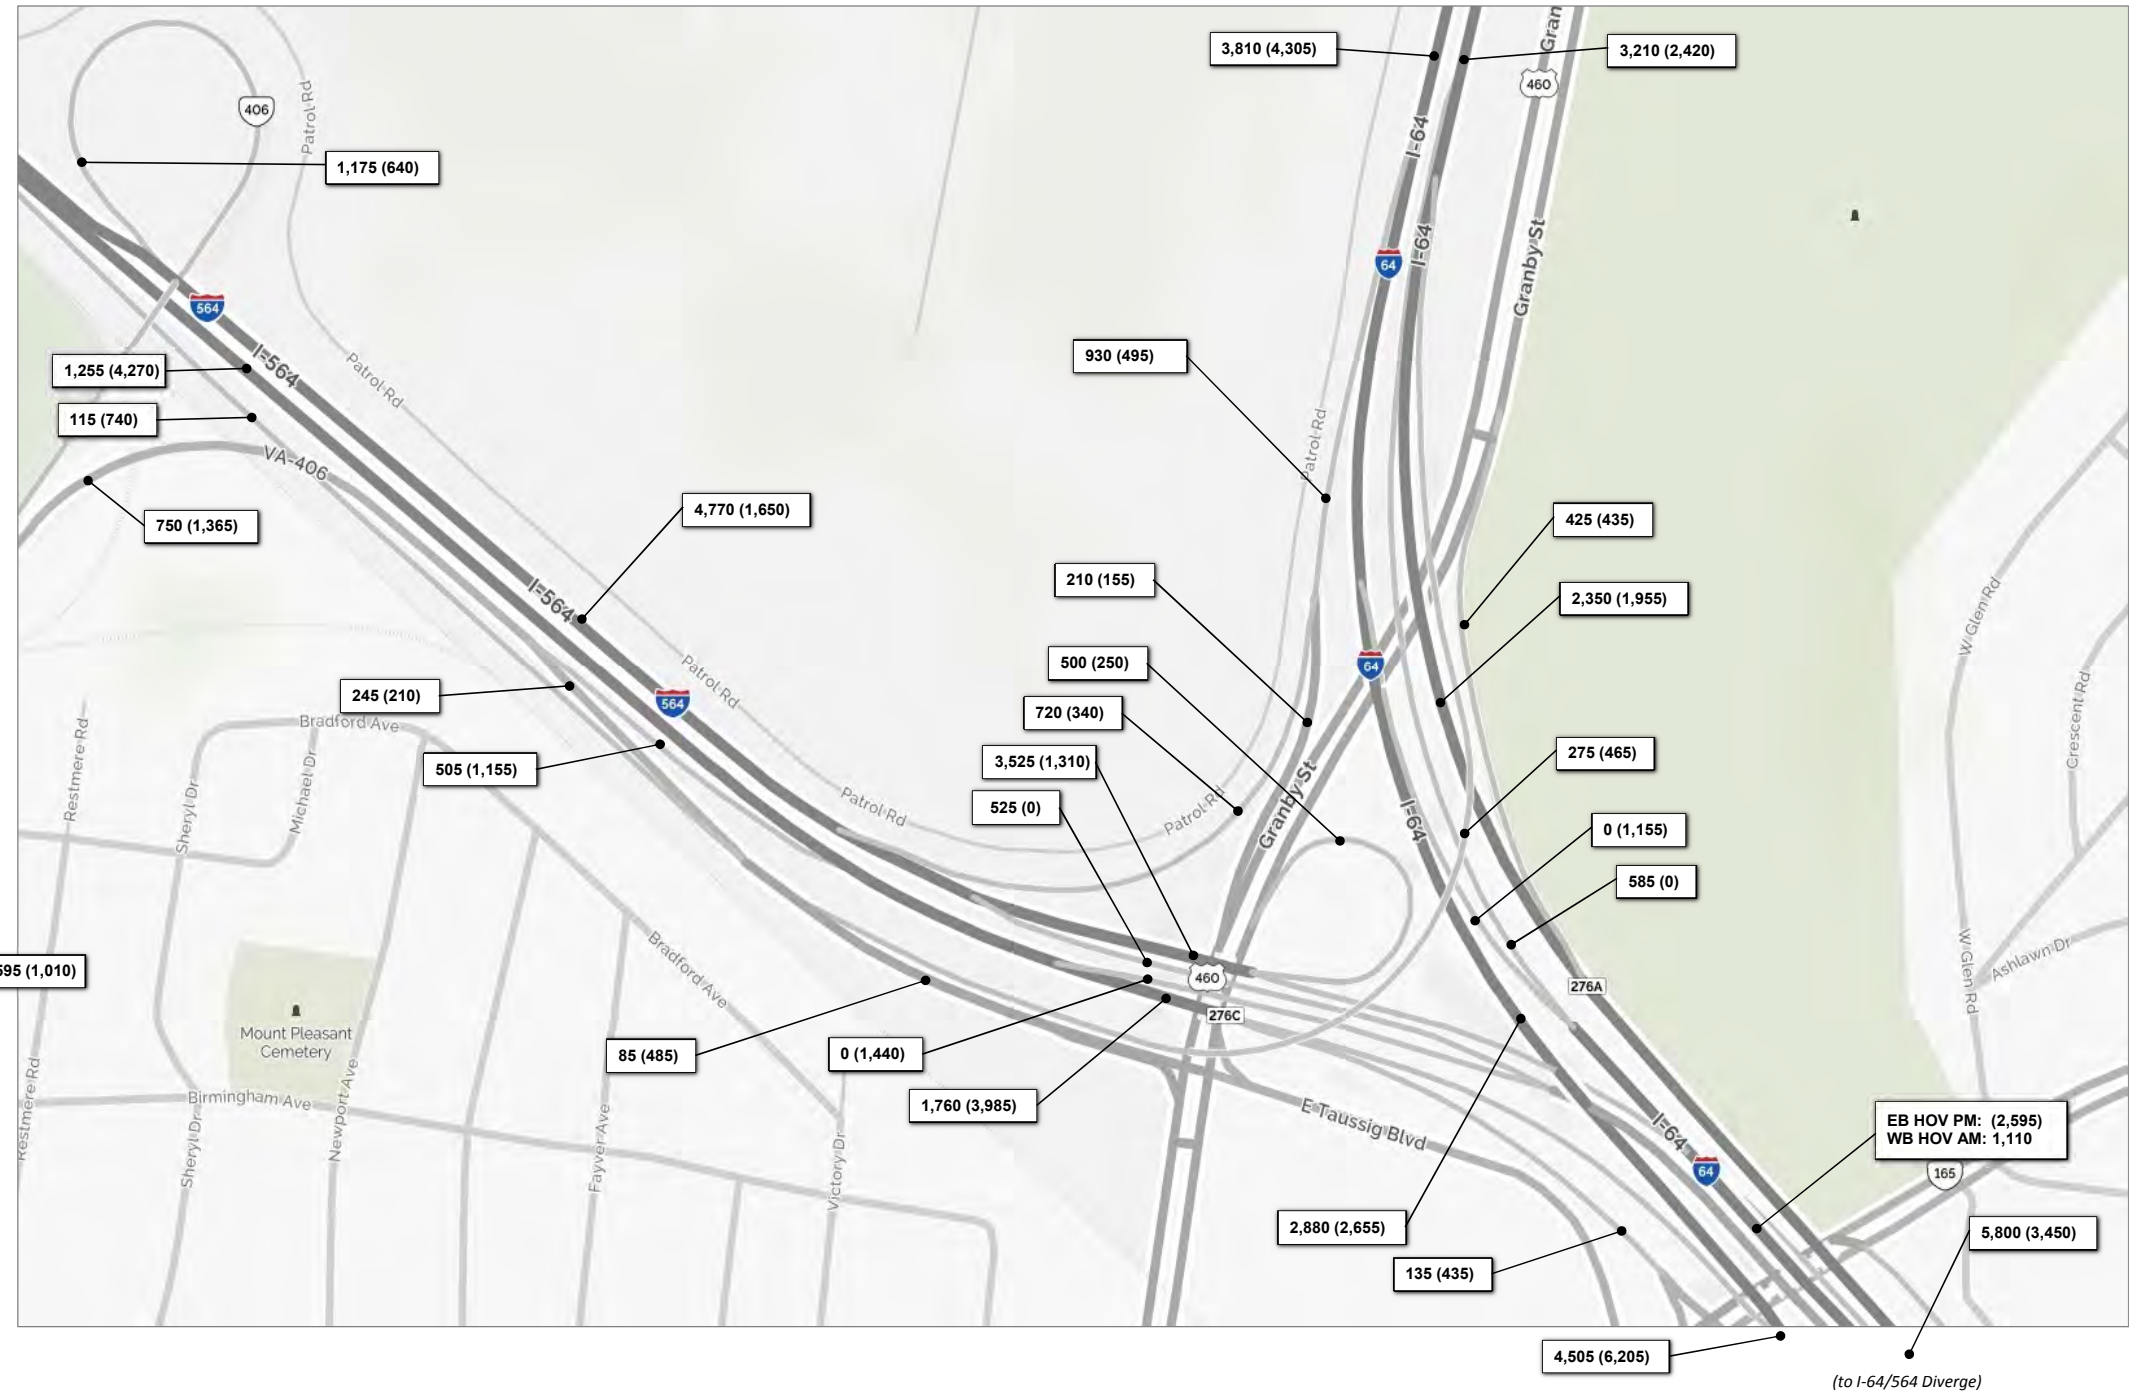 3,810 (4,305)
3,210 (2,420)
Gran
460
406
Patrol Rd
1,175 (640)
I-64
I-64
Granby St
64
564
I-564
930 (495)
1,255 (4,270)
115 (740)
Patrol Rd
VA-406
Patrol Rd
750 (1,365)
4,770 (1,650)
425 (435)
I-564
210 (155)
2,350 (1,955)
W Glen Rd
500 (250)
64
245 (210)
Patrol Rd
564
720 (340)
Bradford Ave
Crescent Rd
Restmere Rd
Michael Dr
Sheryl Dr
505 (1,155)
3,525 (1,310)
275 (465)
525 (0)
Patrol Rd
Patrol Rd
Granby St
I-64
0 (1,155)
585 (0)
595 (1,010)
Bradford Ave
460
276A
W Glen Rd
Ashlawn Dr
276C
Mount Pleasant
Cemetery
85 (485)
0 (1,440)
1,760 (3,985)
Restmere Rd
Birmingham Ave
Newport Ave
Sheryl Dr
Fayver Ave
Victory Dr
E Taussig Blvd
I-64
64
EB HOV PM: (2,595)
WB HOV AM: 1,110
165
2,880 (2,655)
135 (435)
5,800 (3,450)
4,505 (6,205)
(to I-64/564 Diverge)